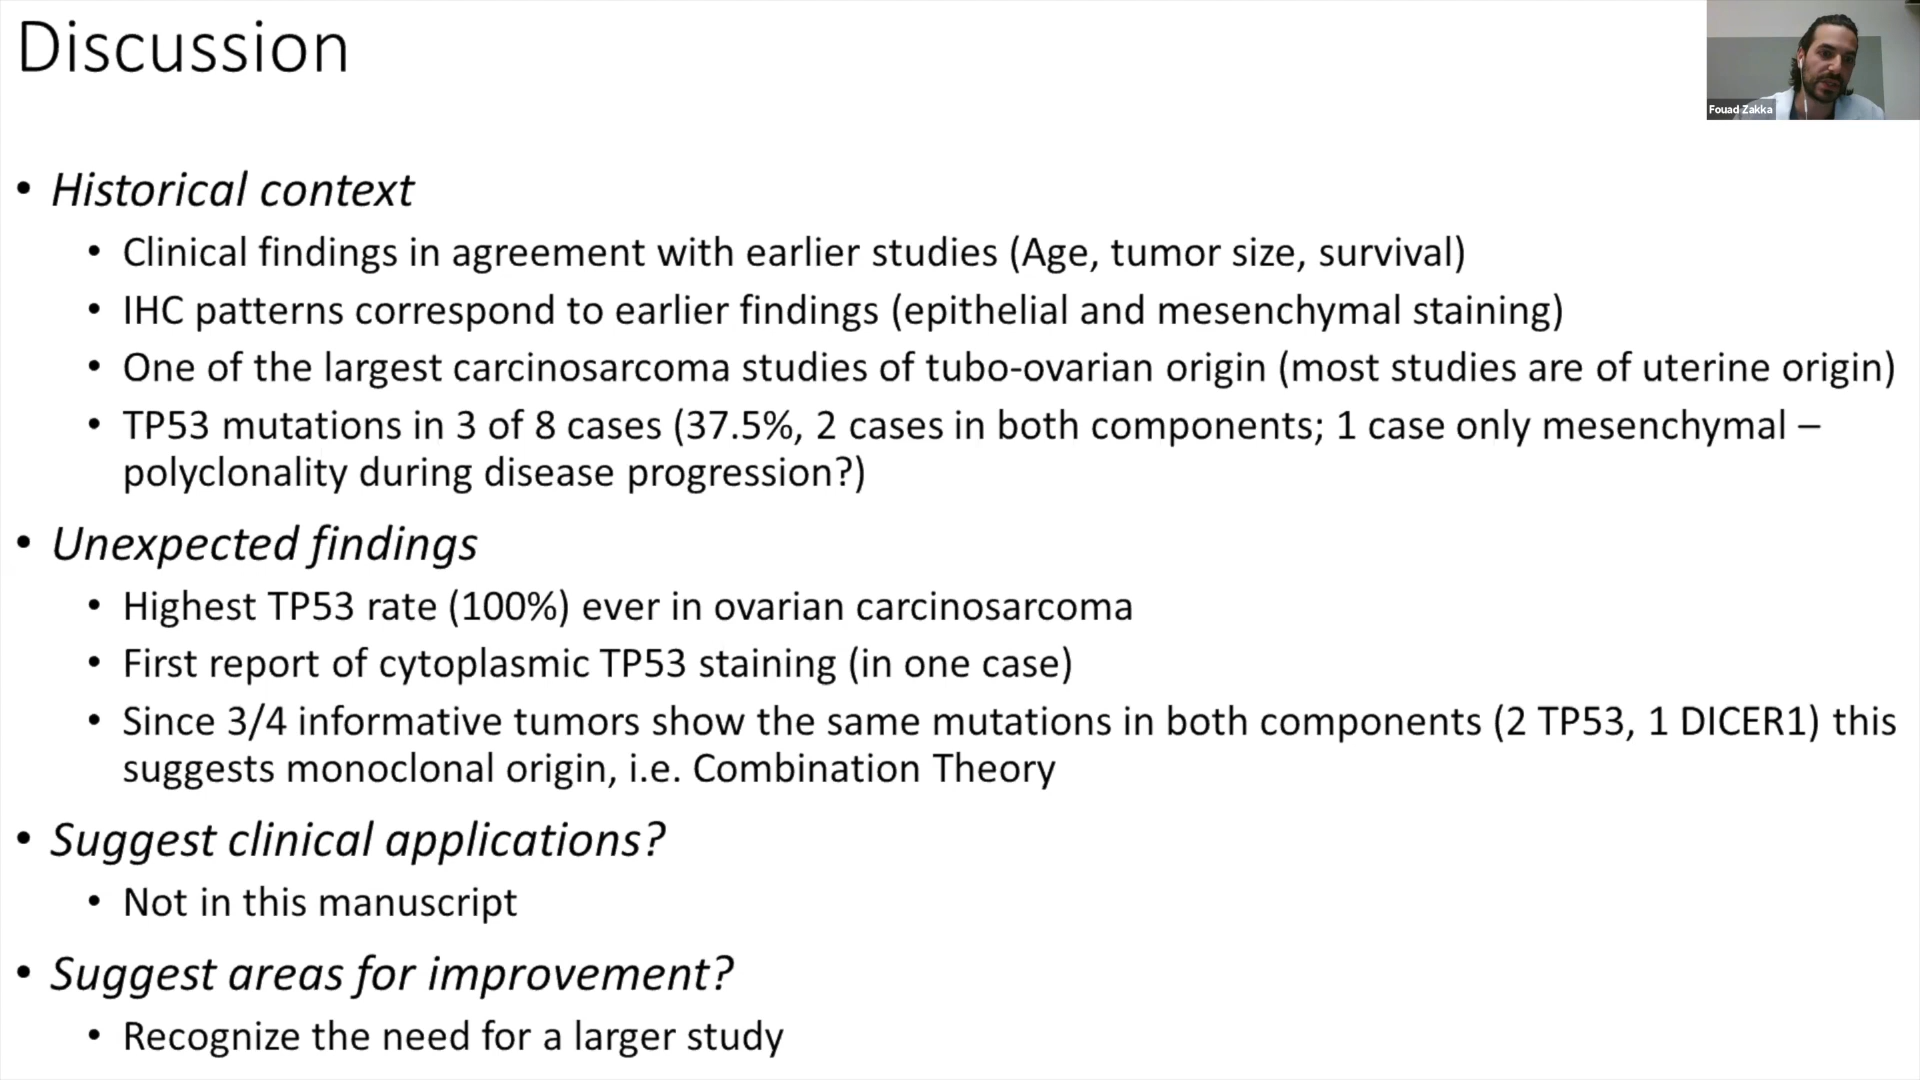 Discussion
Fouad Zakka
• Historical context
• Clinical findings in agreement with earlier studies (Age, tumor size, survival)
• IHC patterns correspond to earlier findings (epithelial and mesenchymal staining)
• One of the largest carcinosarcoma studies of tubo-ovarian origin (most studies are of uterine origin)
• TP53 mutations in 3 of 8 cases (37.5%, 2 cases in both components; 1 case only mesenchymal –
polyclonality during disease progression?)
• Unexpected findings
• Highest TP53 rate (100%) ever in ovarian carcinosarcoma
• First report of cytoplasmic TP53 staining (in one case)
• Since 3/4 informative tumors show the same mutations in both components (2 TP53, 1 DICER1) this
suggests monoclonal origin, i.e. Combination Theory
• Suggest clinical applications?
• Not in this manuscript
• Suggest areas for improvement?
• Recognize the need for a larger study